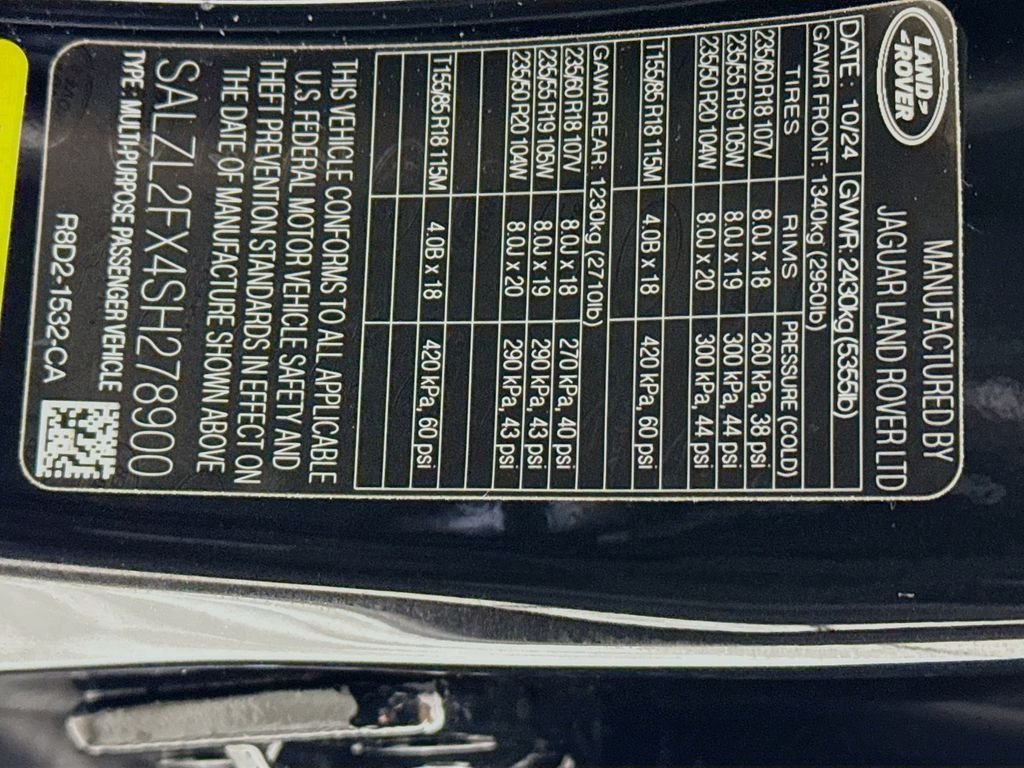 LAND
ROVER
MANUFACTURED BY
JAGUAR LAND ROVER LTD
DATE: 10/24 GVWR: 2430kg (5355lb)
GAWR FRONT: 1340kg (2950lb)
TIRES RIMS PRESSURE (COLD)
235/60 R18 107V 8.0J x 18 260 kPa, 38 psi
235/55 R19 105W 8.0J x 19 300 kPa, 44 psi
235/50 R20 104W 8.0J x 20 300 kPa, 44 psi
T155/85 R18 115M 4.0B x 18 420 kPa, 60 psi
GAWR REAR: 1230kg (2710lb)
235/60 R18 107V 8.0J x 18 270 kPa, 40 psi
235/55 R19 105W 8.0J x 19 290 kPa, 43 psi
235/50 R20 104W 8.0J x 20 290 kPa, 43 psi
T155/85 R18 115M 4.0B x 18 420 kPa, 60 psi
THIS VEHICLE CONFORMS TO ALL APPLICABLE
U.S. FEDERAL MOTOR VEHICLE SAFETY AND
THEFT PREVENTION STANDARDS IN EFFECT ON
THE DATE OF MANUFACTURE SHOWN ABOVE
SALZL2FX4SH278900
TYPE: MULTI-PURPOSE PASSENGER VEHICLE
R8D2-1532-CA